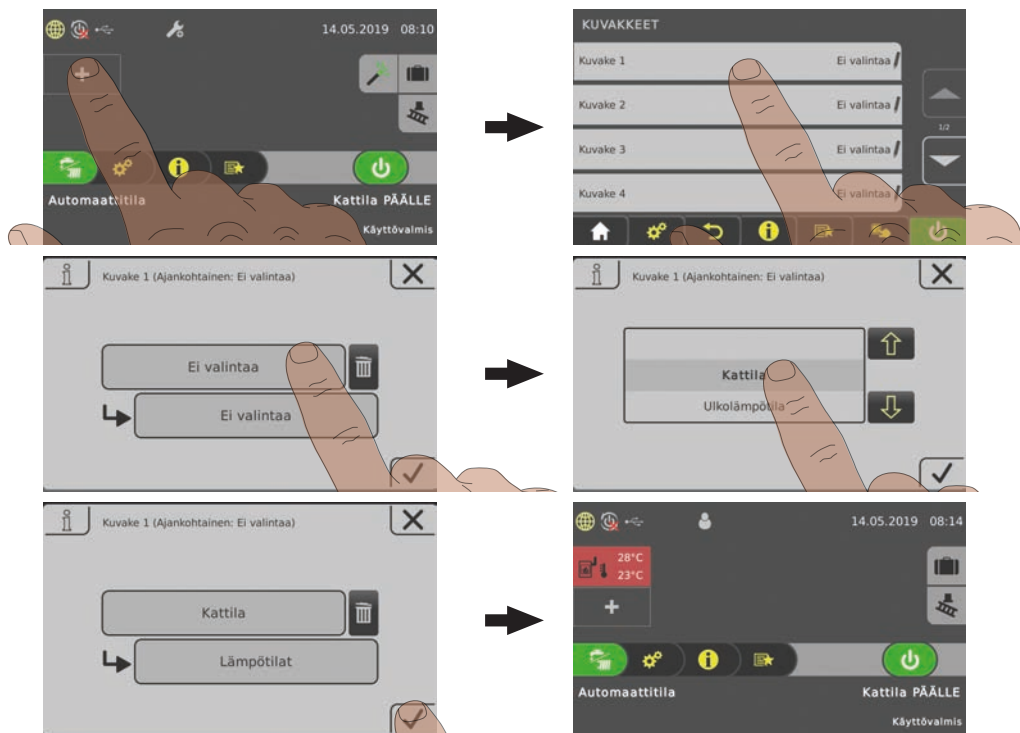 14.05.2019 08:10
+
Automaattitila
Kattila PÄÄLLE
Käyttövalmis
KUVAKKEET
Kuvake 1 Ei valintaa
Kuvake 2 Ei valintaa
Kuvake 3 Ei valintaa
Kuvake 4 Ei valintaa
1/2
Kuvake 1 (Ajankohtainen: Ei valintaa)
Ei valintaa
Ei valintaa
Kuvake 1 (Ajankohtainen: Ei valintaa)
Kattila
Ulkolämpötila
Kuvake 1 (Ajankohtainen: Ei valintaa)
Kattila
Lämpötilat
14.05.2019 08:14
28°C
23°C
+
Automaattitila
Kattila PÄÄLLE
Käyttövalmis